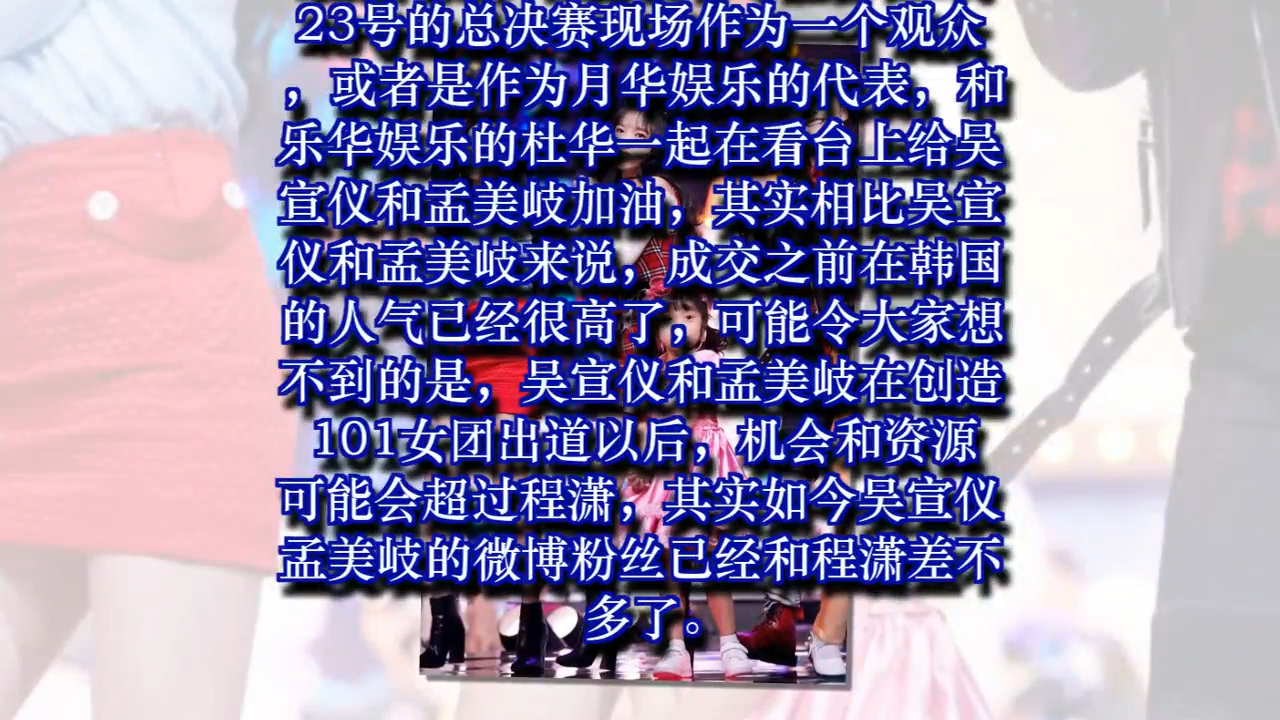 23号的总决赛现场作为一个观众
，或者是作为月华娱乐的代表，和
乐华娱乐的杜华一起在看台上给吴
宣仪和孟美岐加油，其实相比吴宣
仪和孟美岐来说，成交之前在韩国
的人气已经很高了，可能令大家想
不到的是，吴宣仪和孟美岐在创造
101女团出道以后，机会和资源
可能会超过程潇，其实如今吴宣仪
孟美岐的微博粉丝已经和程潇差不
多了。